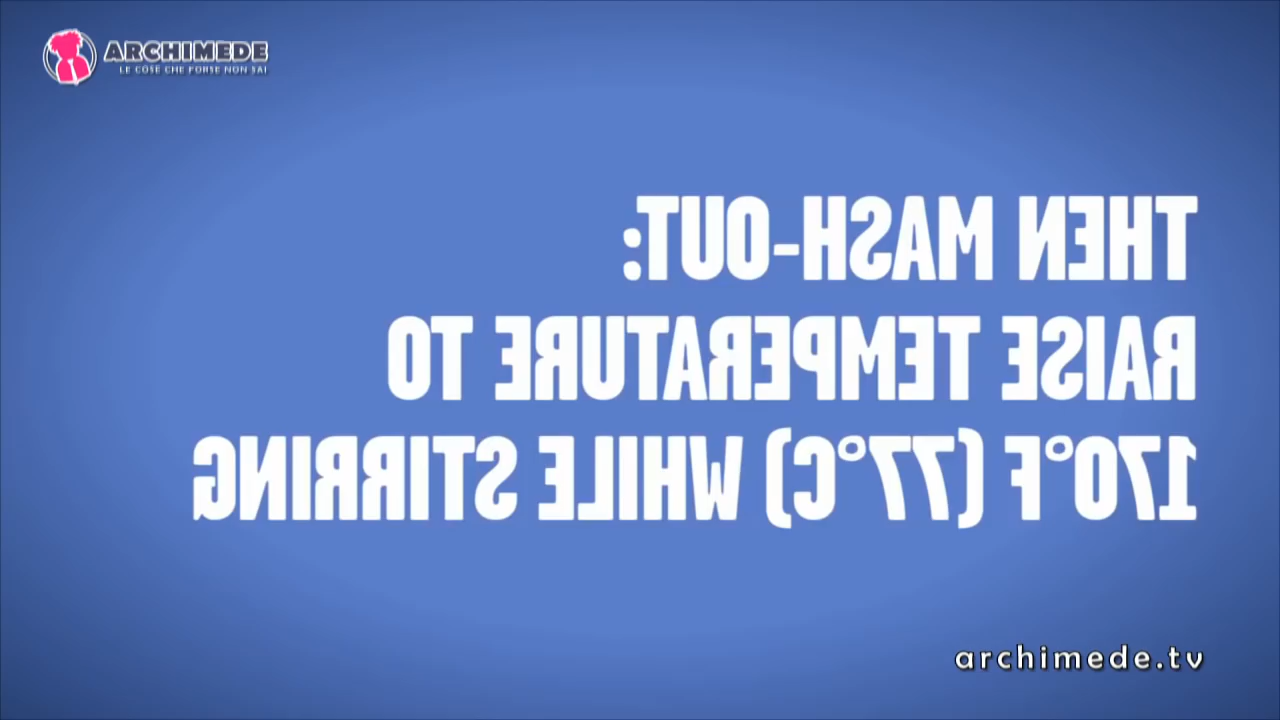 ARCHIMEDE
LE COSE CHE FORSE NON SAI
THEN MASH-OUT:
RAISE TEMPERATURE TO
170°F (77°C) WHILE STIRRING
archimede.tv